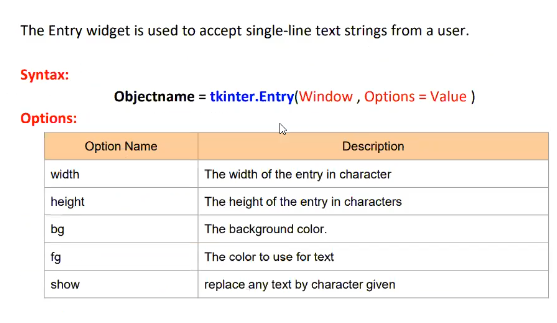 The Entry widget is used to accept single-line text strings from a user.
Syntax:
Objectname = tkinter.Entry(Window , Options = Value )
Options:
Option Name Description
width The width of the entry in character
height The height of the entry in characters
bg The background color.
fg The color to use for text
show replace any text by character given